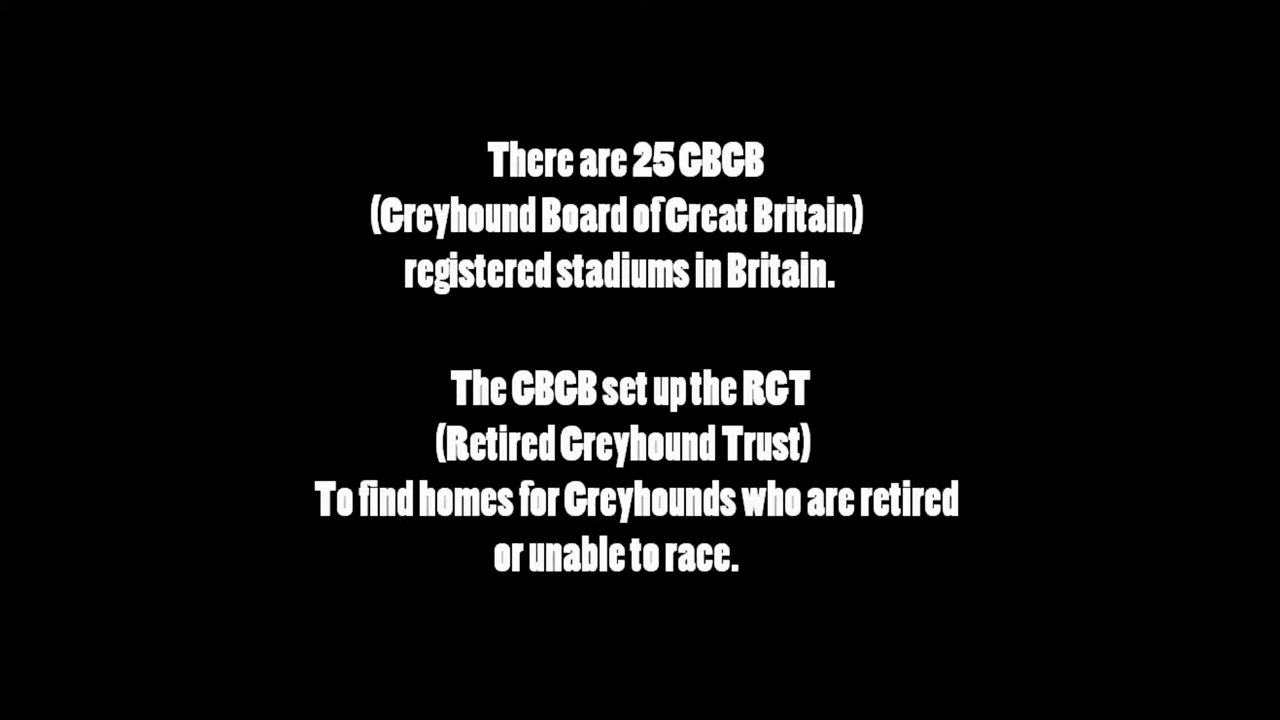 There are 25 GBGB
(Greyhound Board of Great Britain)
registered stadiums in Britain.
The GBGB set up the RGT
(Retired Greyhound Trust)
To find homes for Greyhounds who are retired
or unable to race.